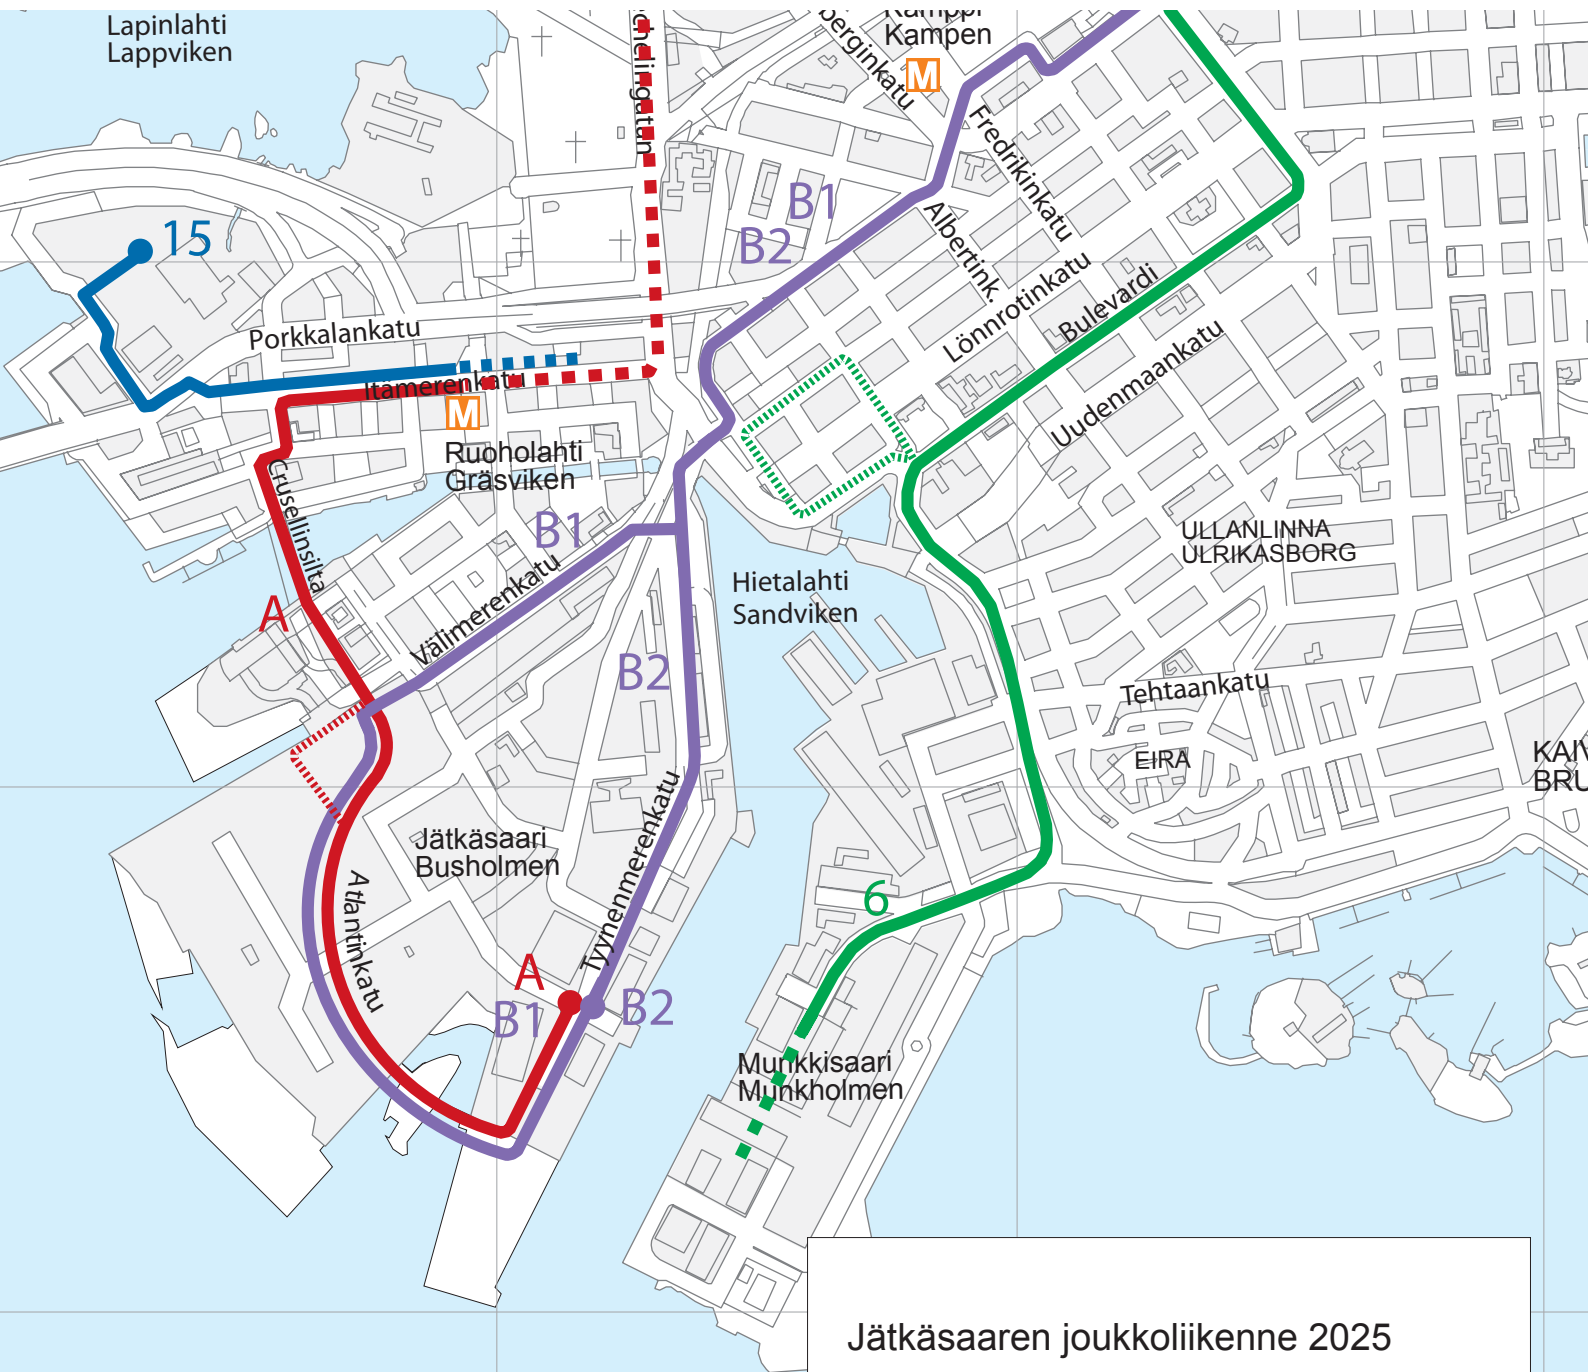 Lapinlahti
Lappviken
Kamppi
Kampen
M
Fredrikinkatu
B1
B2
15
Albertink.
Lönnrotinkatu
Bulevardi
Uudenmaankatu
Porkkalankatu
Itämerenkatu
M
Ruoholahti
Gräsviken
Crusellinsilta
B1
A
Välimerenkatu
B2
Hietalahti
Sandviken
ULLANLINNA
ULRIKASBORG
Tehtaankatu
EIRA
Jätkäsaari
Busholmen
Atlantinkatu
Tyynenmerenkatu
6
A
B1
B2
Munkkisaari
Munkholmen
Jätkäsaaren joukkoliikenne 2025